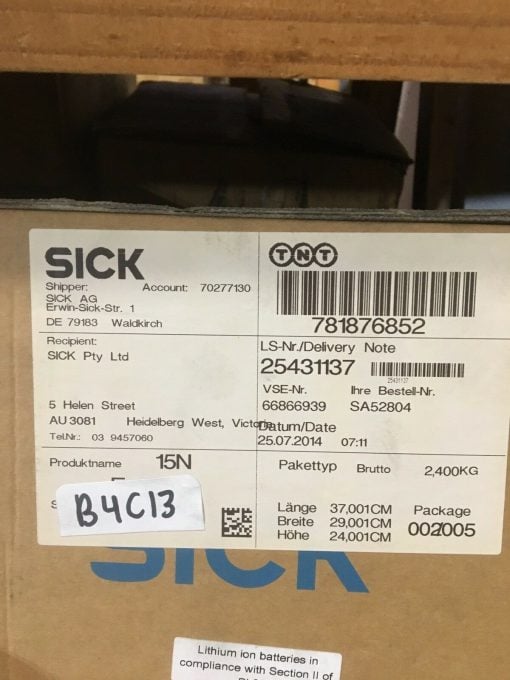 SICK
Shipper: Account: 70277130
SICK AG
Erwin-Sick-Str. 1
DE 79183 Waldkirch
TNT
781876852
Recipient:
SICK Pty Ltd
5 Helen Street
AU 3081 Heidelberg West, Victoria
Tel.Nr.: 03 9457060
LS-Nr./Delivery Note
25431137
25431137
VSE-Nr. Ihre Bestell-Nr.
66866939 SA52804
Datum/Date
25.07.2014 07:11
Produktname 15N
B4C13
Pakettyp Brutto 2,400KG
Länge 37,001CM Package
Breite 29,001CM 002005
Höhe 24,001CM
SICK
Lithium ion batteries in
compliance with Section II of